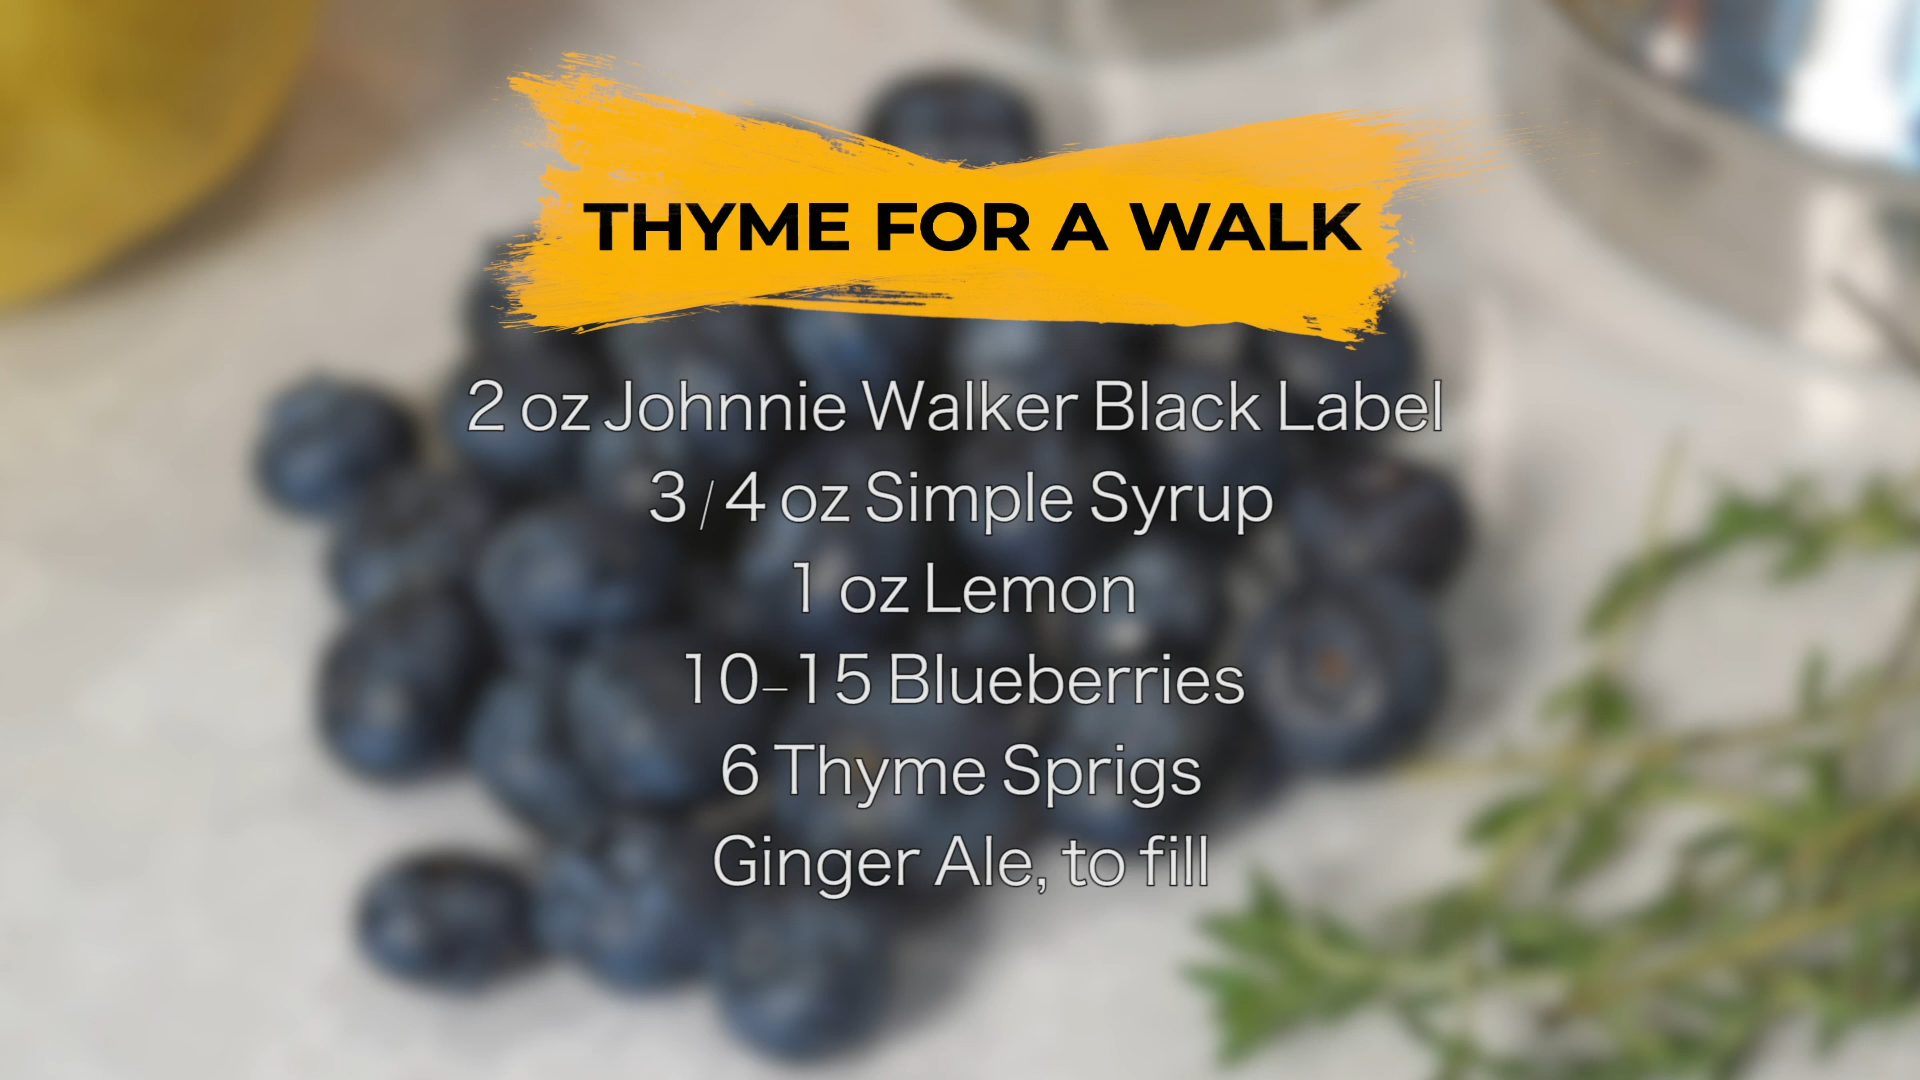 THYME FOR A WALK
2 oz Johnnie Walker Black Label
3/4 oz Simple Syrup
1 oz Lemon
10-15 Blueberries
6 Thyme Sprigs
Ginger Ale, to fill